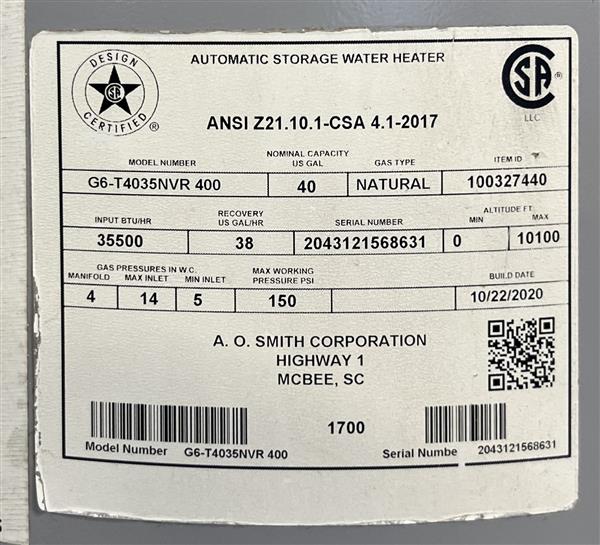 DESIGN
CERTIFIED
®
AUTOMATIC STORAGE WATER HEATER
ANSI Z21.10.1-CSA 4.1-2017
LLC
MODEL NUMBER
NOMINAL CAPACITY
US GAL
GAS TYPE
ITEM ID
G6-T4035NVR 400
40
NATURAL
100327440
INPUT BTU/HR
RECOVERY
US GAL/HR
SERIAL NUMBER
ALTITUDE FT.
MIN
MAX
35500
38
2043121568631
0
10100
GAS PRESSURES IN W.C.
MANIFOLD
MAX INLET
MIN INLET
MAX WORKING
PRESSURE PSI
BUILD DATE
4
14
5
150
10/22/2020
A. O. SMITH CORPORATION
HIGHWAY 1
MCBEE, SC
1700
Model Number G6-T4035NVR 400
Serial Numbe 2043121568631